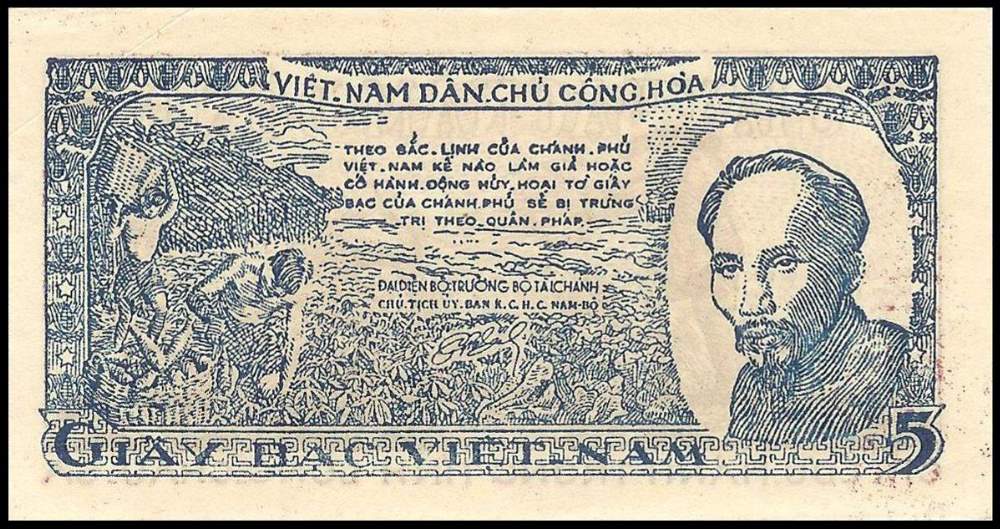 VIỆT.NAM DÂN.CHỦ CỘNG.HÒA
THEO SẮC.LỊNH CỦA CHÁNH.PHỦ
VIỆT.NAM KẺ NÀO LÀM GIẢ HOẶC
CÓ HÀNH.ĐỘNG HỦY.HOẠI TỜ GIẤY
BẠC CỦA CHÁNH.PHỦ SẼ BỊ TRỪNG
TRỊ THEO QUÂN.PHÁP
ĐẠI DIỆN BỘ TRƯỞNG BỘ TÀI CHÁNH
CHỦ.TỊCH ỦY.BAN K.C.H.C. NAM-BỘ
GIẤY BẠC VIỆT.NAM 5